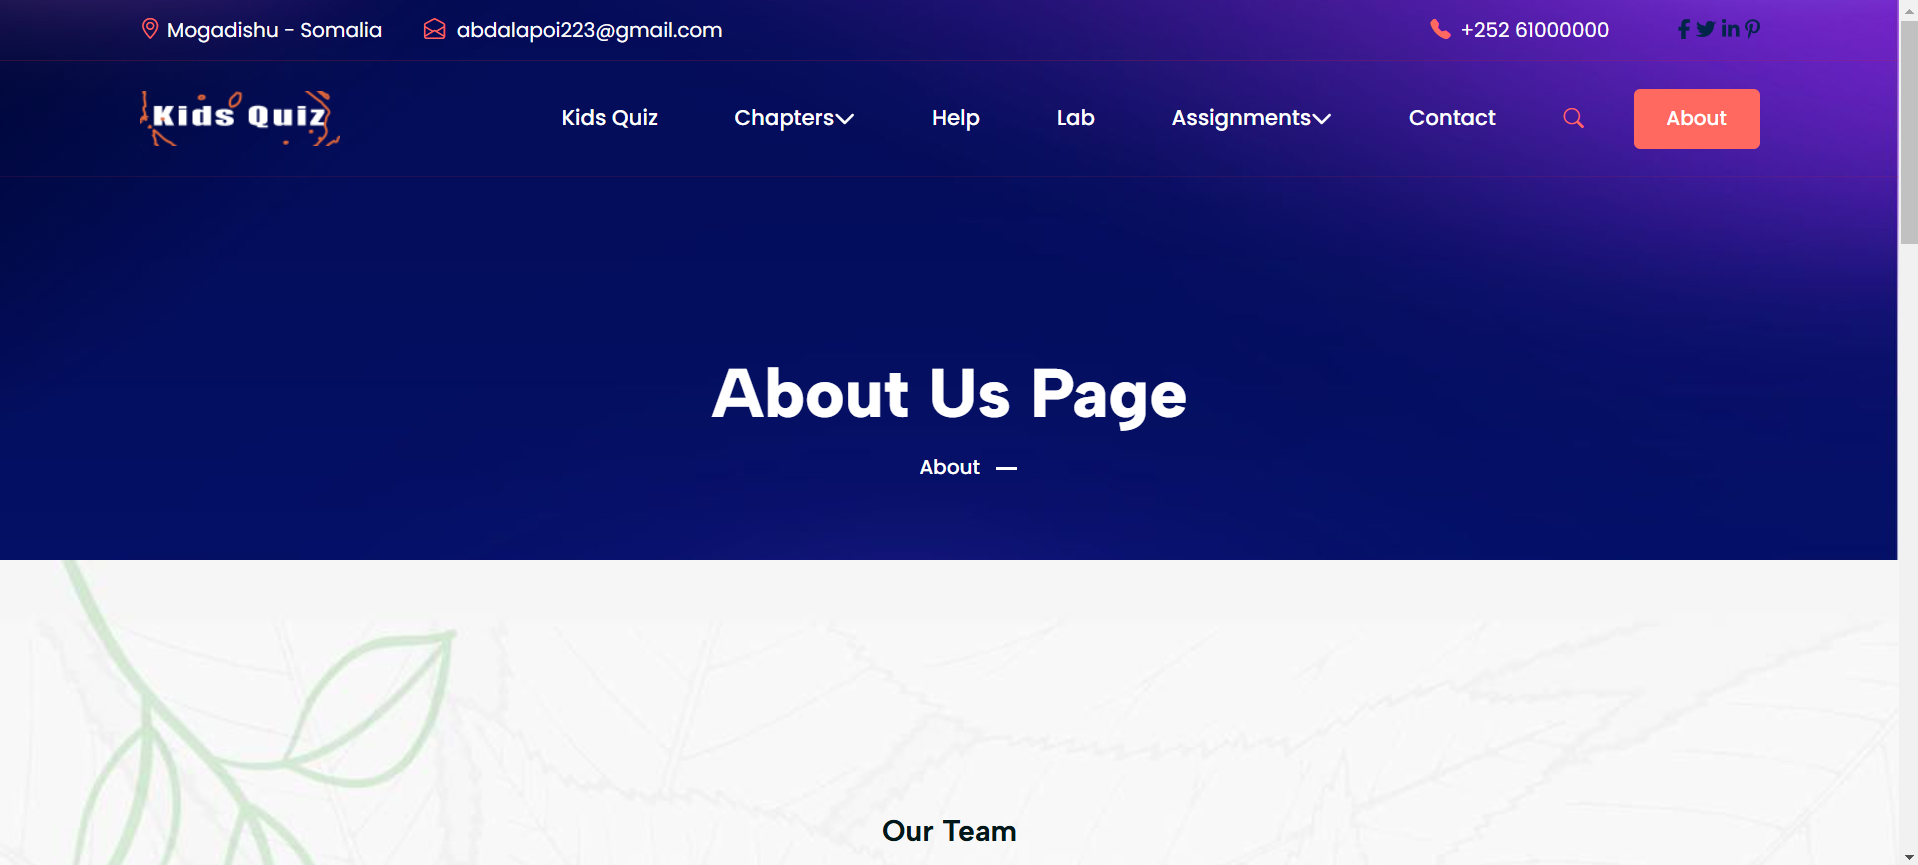 Mogadishu - Somalia abdalapoi223@gmail.com +252 61000000
Kids Quiz Kids Quiz Chapters Help Lab Assignments Contact About
About Us Page
About —
Our Team